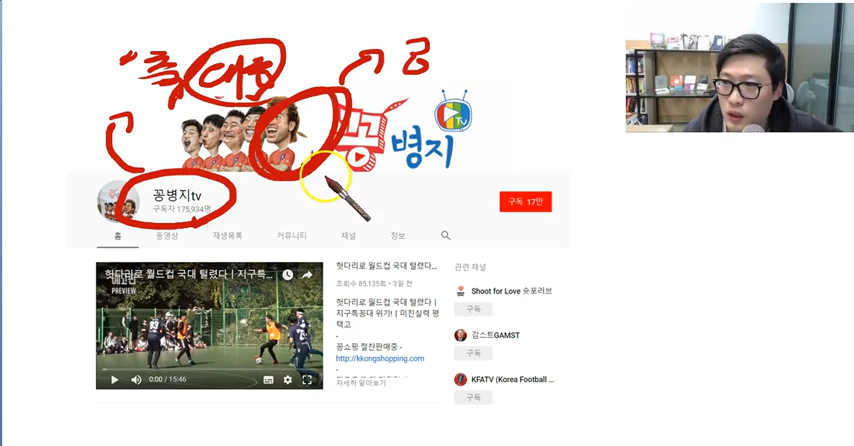 꽁병지
TV
꽁병지tv
구독자 175,934명
구독 17만
홈
동영상
재생목록
커뮤니티
채널
정보
헛다리로 월드컵 국대 털렸다 | 지구특...
PREVIEW
0:00 / 15:46
헛다리로 월드컵 국대 털렸다...
조회수 85,135회 • 3일 전
헛다리로 월드컵 국대 털렸다 |
지구특꽁대 위기! | 미친실력 평
택고
-
꽁쇼핑 절찬판매중 -
http://kkongshopping.com
-
자세히 알아보기
관련 채널
Shoot for Love 슛포러브
구독
감스트GAMST
구독
KFATV (Korea Football ...
구독